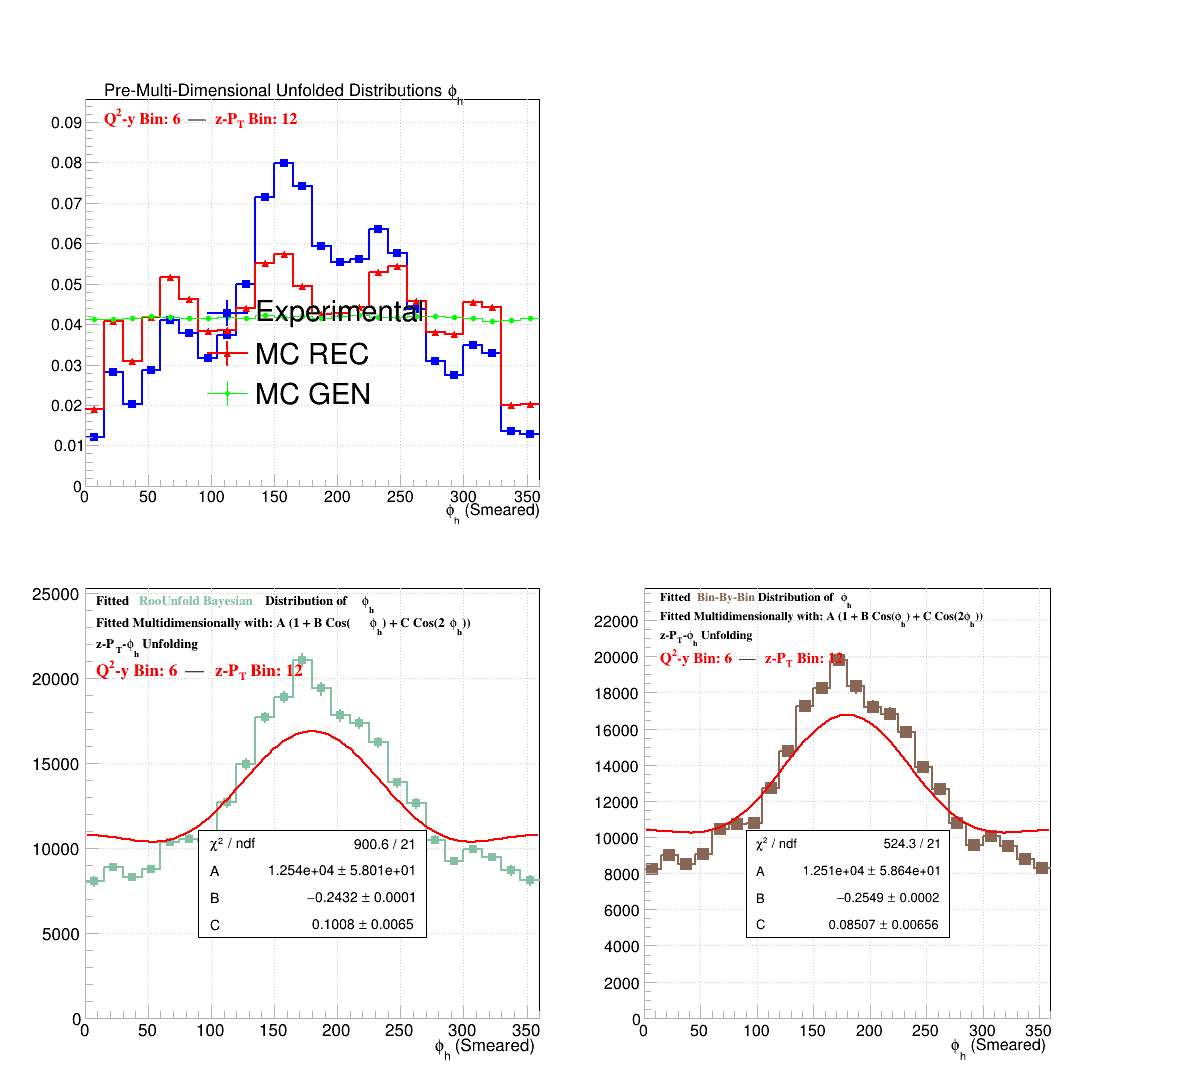 Pre-Multi-Dimensional Unfolded Distributions ϕh
Q²-y Bin: 6 — z-PT Bin: 12
0.09
0.08
0.07
0.06
0.05
0.04
0.03
0.02
0.01
0
Experimental
MC REC
MC GEN
0 50 100 150 200 250 300 350
ϕh (Smeared)
Fitted RooUnfold Bayesian Distribution of ϕh
Fitted Multidimensionally with: A (1 + B Cos( ϕh) + C Cos(2 ϕh))
z-PT-ϕh Unfolding
Q²-y Bin: 6 — z-PT Bin: 12
25000
20000
15000
10000
5000
0
χ² / ndf 900.6 / 21
A 1.254e+04 ± 5.801e+01
B −0.2432 ± 0.0001
C 0.1008 ± 0.0065
0 50 100 150 200 250 300 350
ϕh (Smeared)
Fitted Bin-By-Bin Distribution of ϕh
Fitted Multidimensionally with: A (1 + B Cos(ϕh) + C Cos(2ϕh))
z-PT-ϕh Unfolding
Q²-y Bin: 6 — z-PT Bin: 12
22000
20000
18000
16000
14000
12000
10000
8000
6000
4000
2000
0
χ² / ndf 524.3 / 21
A 1.251e+04 ± 5.864e+01
B −0.2549 ± 0.0002
C 0.08507 ± 0.00656
0 50 100 150 200 250 300 350
ϕh (Smeared)